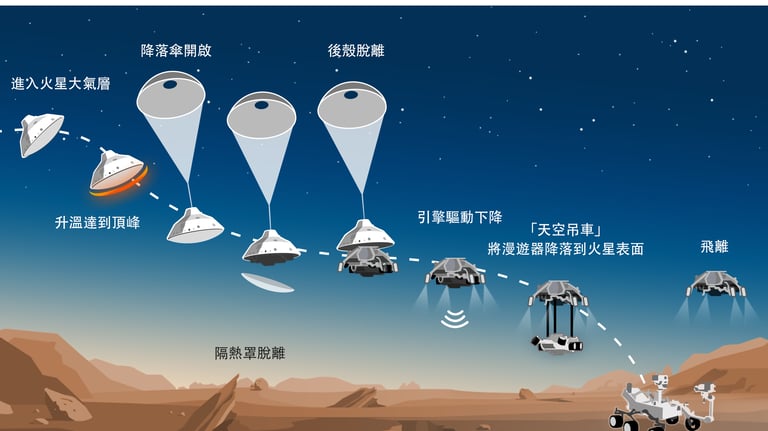 進入火星大氣層
升溫達到頂峰
降落傘開啟
隔熱罩脫離
後殼脫離
引擎驅動下降
「天空吊車」
將漫遊器降落到火星表面
飛離